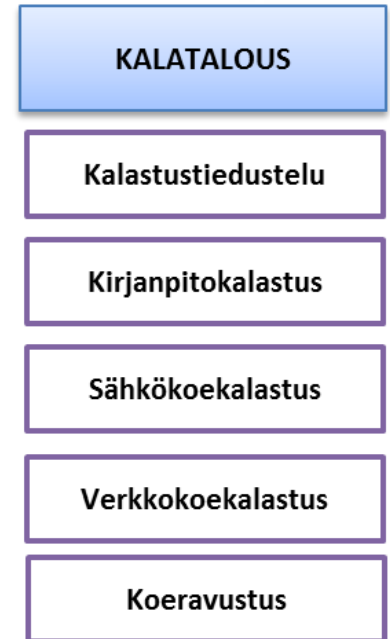 KALATALOUS
Kalastustiedustelu
Kirjanpitokalastus
Sähkökoekalastus
Verkkokoekalastus
Koeravustus